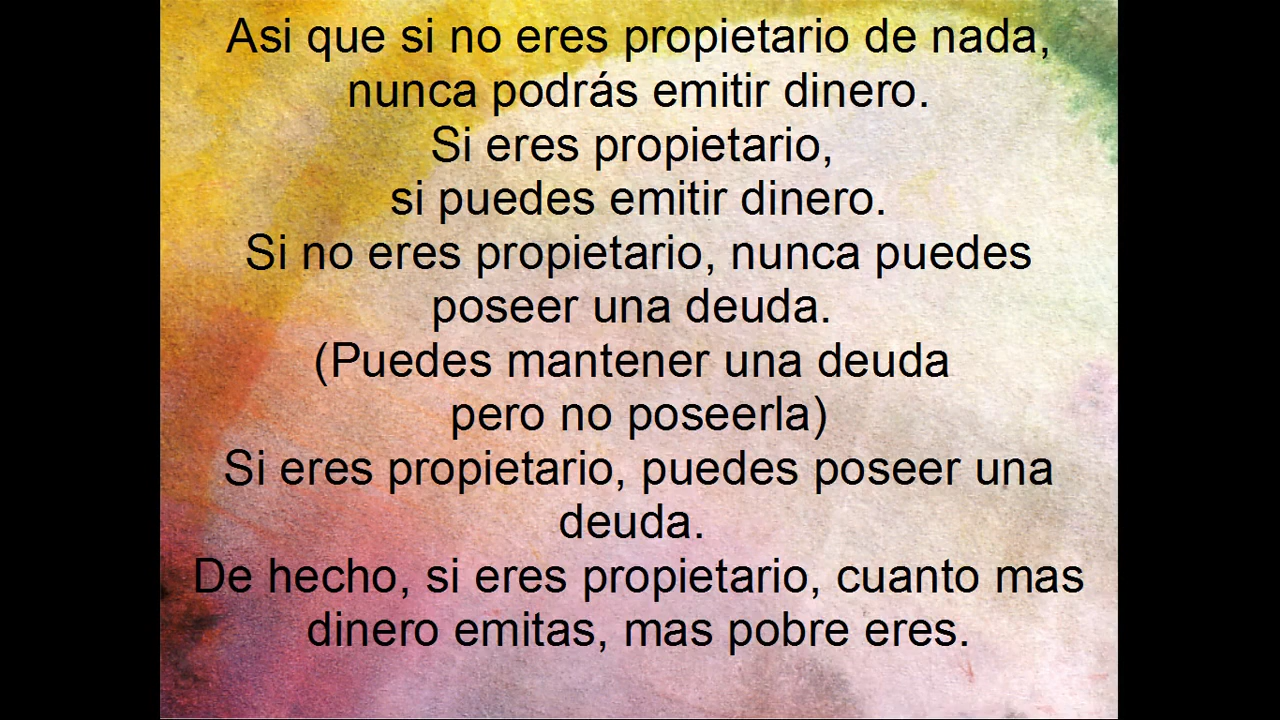 Asi que si no eres propietario de nada,
nunca podrás emitir dinero.
Si eres propietario,
si puedes emitir dinero.
Si no eres propietario, nunca puedes
poseer una deuda.
(Puedes mantener una deuda
pero no poseerla)
Si eres propietario, puedes poseer una
deuda.
De hecho, si eres propietario, cuanto mas
dinero emitas, mas pobre eres.